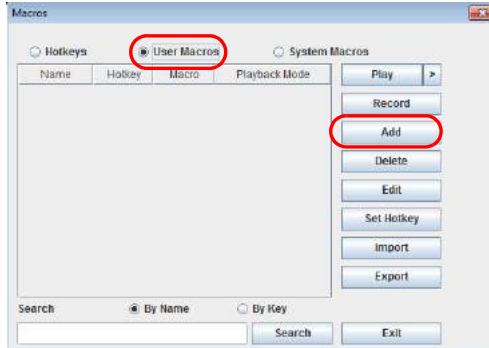 Macros
Hotkeys User Macros System Macros
Name Hotkey Macro Playback Mode Play >
Record
Add
Delete
Edit
Set Hotkey
Import
Export
Search By Name By Key
Search Exit